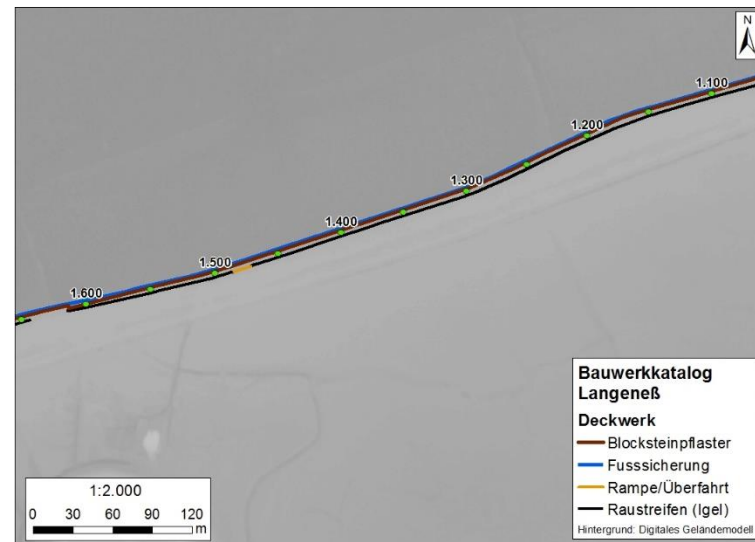 N
1.100
1.200
1.300
1.400
1.500
1.600
Bauwerkkatalog
Langeneß
Deckwerk
Blocksteinpflaster
Fusssicherung
Rampe/Überfahrt
Raustreifen (Igel)
Hintergrund: Digitales Geländemodell
1:2.000
0 30 60 90 120
m